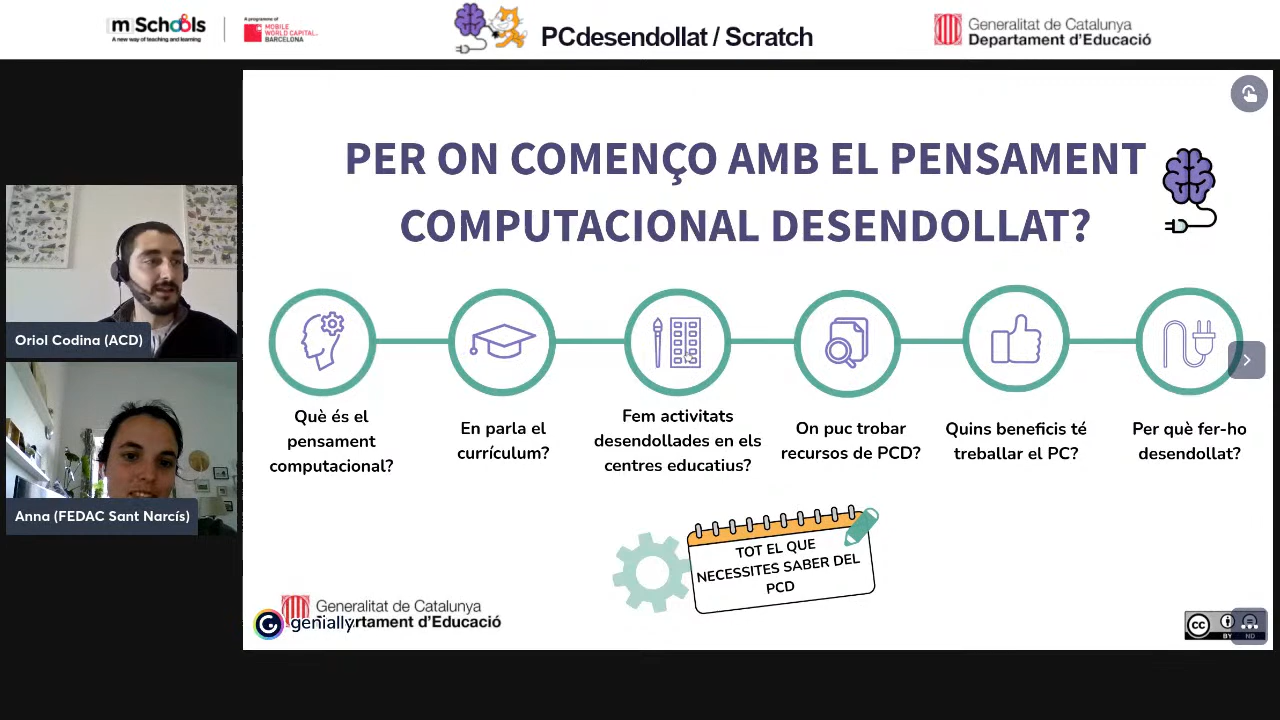 mSchools
A new way of teaching and learning
A programme of
MOBILE
WORLD CAPITAL
BARCELONA
PCdesendollat / Scratch
Generalitat de Catalunya
Departament d'Educació
PER ON COMENÇO AMB EL PENSAMENT
COMPUTACIONAL DESENDOLLAT?
Oriol Codina (ACD)
Anna (FEDAC Sant Narcís)
Què és el
pensament
computacional?
En parla el
currículum?
Fem activitats
desendollades en els
centres educatius?
On puc trobar
recursos de PCD?
Quins beneficis té
treballar el PC?
Per què fer-ho
desendollat?
TOT EL QUE
NECESSITES SABER DEL
PCD
Generalitat de Catalunya
rtament d'Educació
genially
cc
BY ND